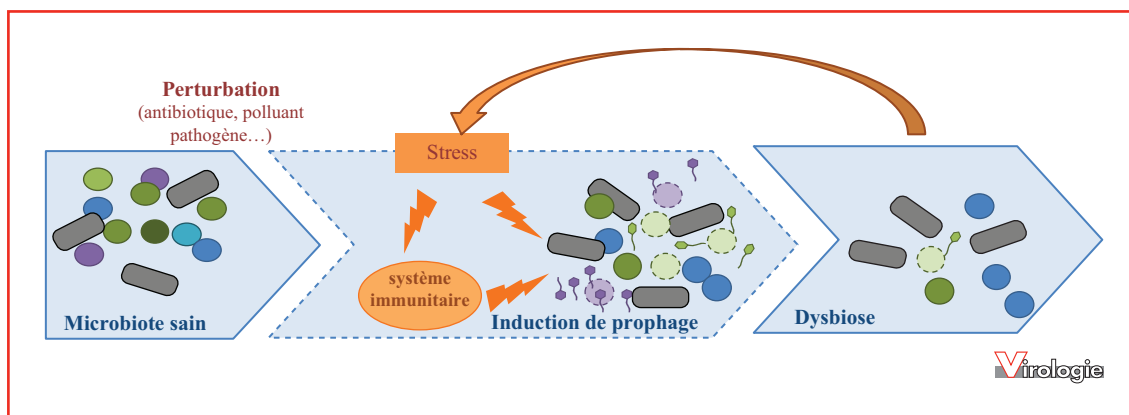 Perturbation
(antibiotique, polluant
pathogène…)
Stress
système
immunitaire
Microbiote sain
Induction de prophage
Dysbiose
Virologie